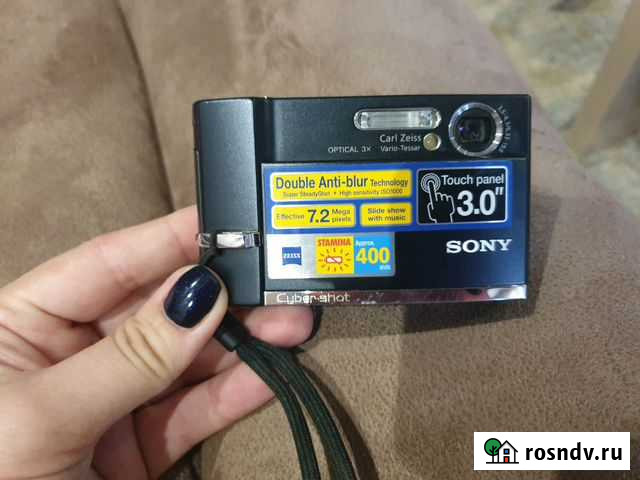 Carl Zeiss
OPTICAL 3× Vario-Tessar
Double Anti-blur Technology
Super SteadyShot • High sensitivity ISO1000
Effective 7.2 Mega pixels
Slide show with music
Touch panel
3.0"
ZEISS
STAMINA
Approx. 400 shots
SONY
Cyber-shot
rosndv.ru